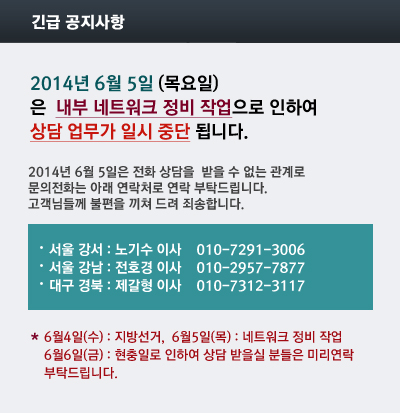 긴급 공지사항
2014년 6월 5일 (목요일)
은 내부 네트워크 정비 작업으로 인하여
상담 업무가 일시 중단 됩니다.
2014년 6월 5일은 전화 상담을 받을 수 없는 관계로
문의전화는 아래 연락처로 연락 부탁드립니다.
고객님들께 불편을 끼쳐 드려 죄송합니다.
· 서울 강서 : 노기수 이사 010-7291-3006
· 서울 강남 : 전호경 이사 010-2957-7877
· 대구 경북 : 제갈형 이사 010-7312-3117
* 6월4일(수) : 지방선거, 6월5일(목) : 네트워크 정비 작업
6월6일(금) : 현충일로 인하여 상담 받을실 분들은 미리연락
부탁드립니다.